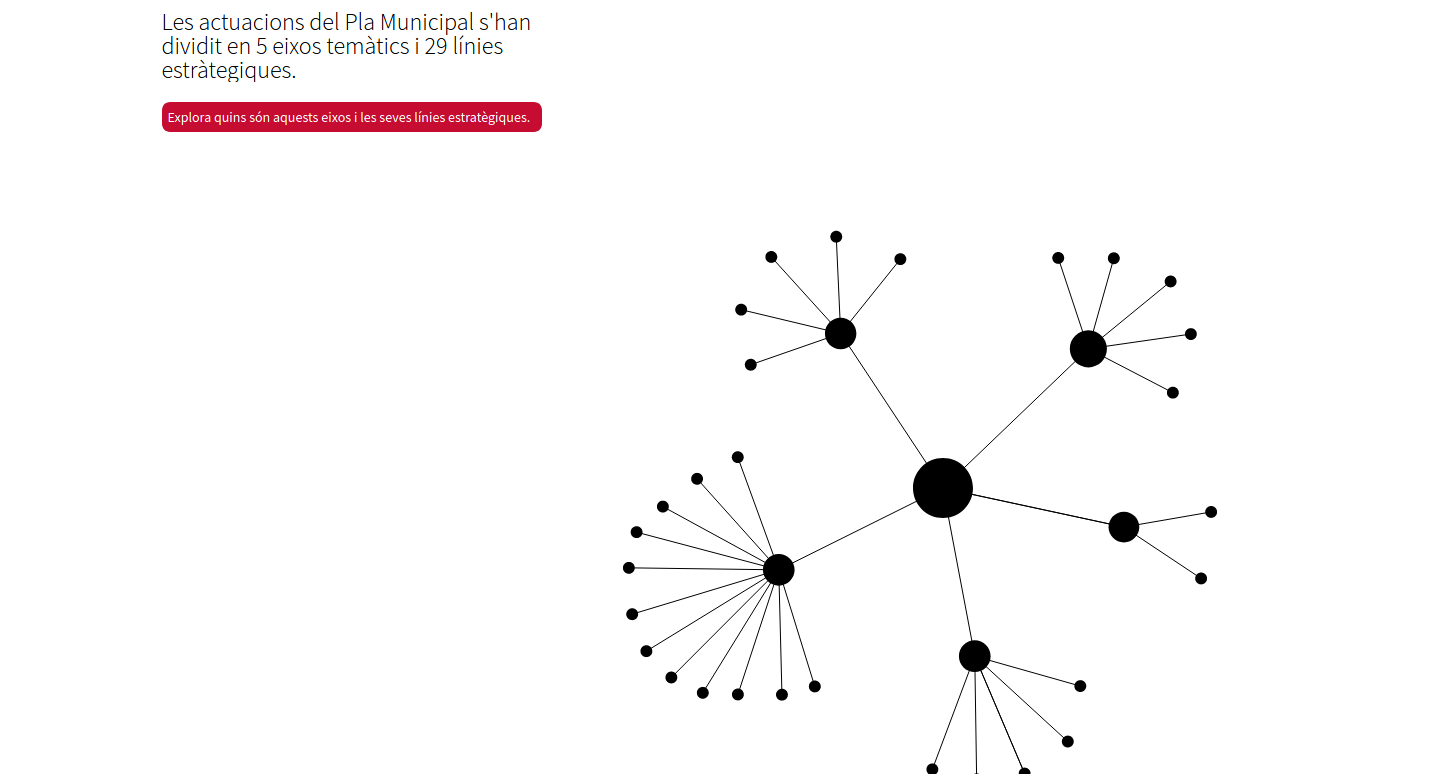 Les actuacions del Pla Municipal s'han
dividit en 5 eixos temàtics i 29 línies
estràtegiques.
Explora quins són aquests eixos i les seves línies estratègiques.